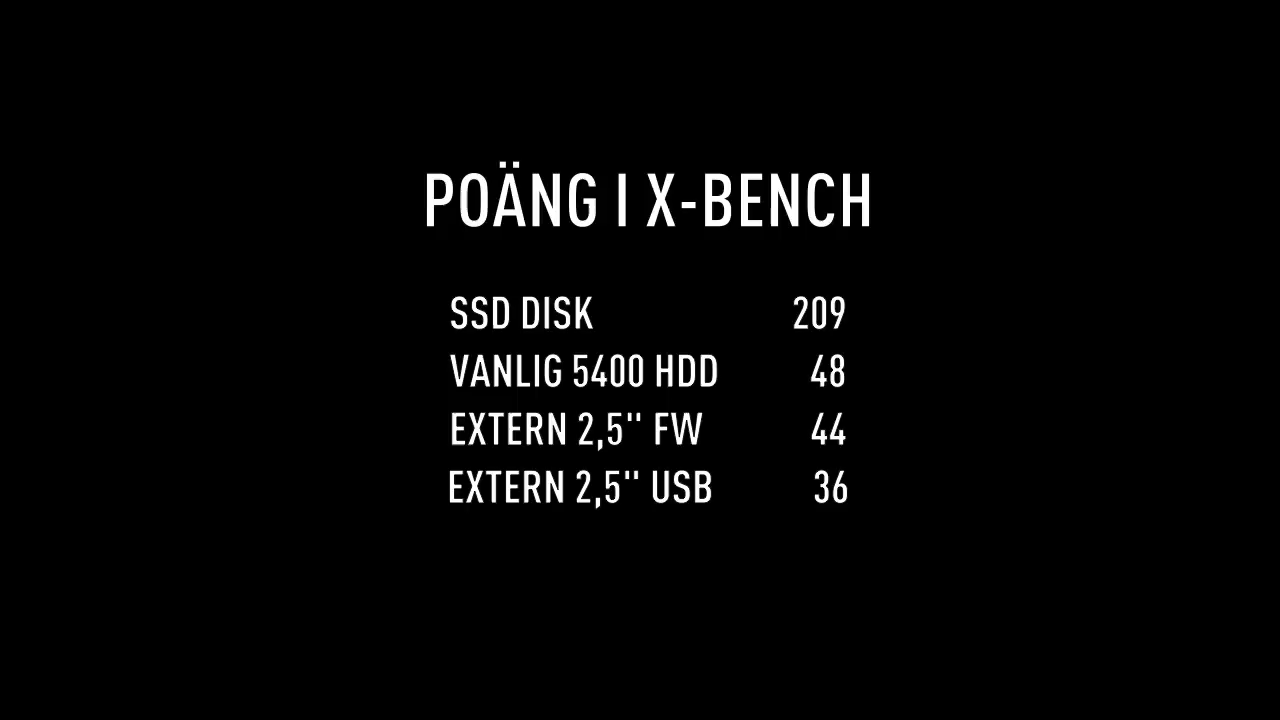 POÄNG I X-BENCH
SSD DISK 209
VANLIG 5400 HDD 48
EXTERN 2,5'' FW 44
EXTERN 2,5'' USB 36